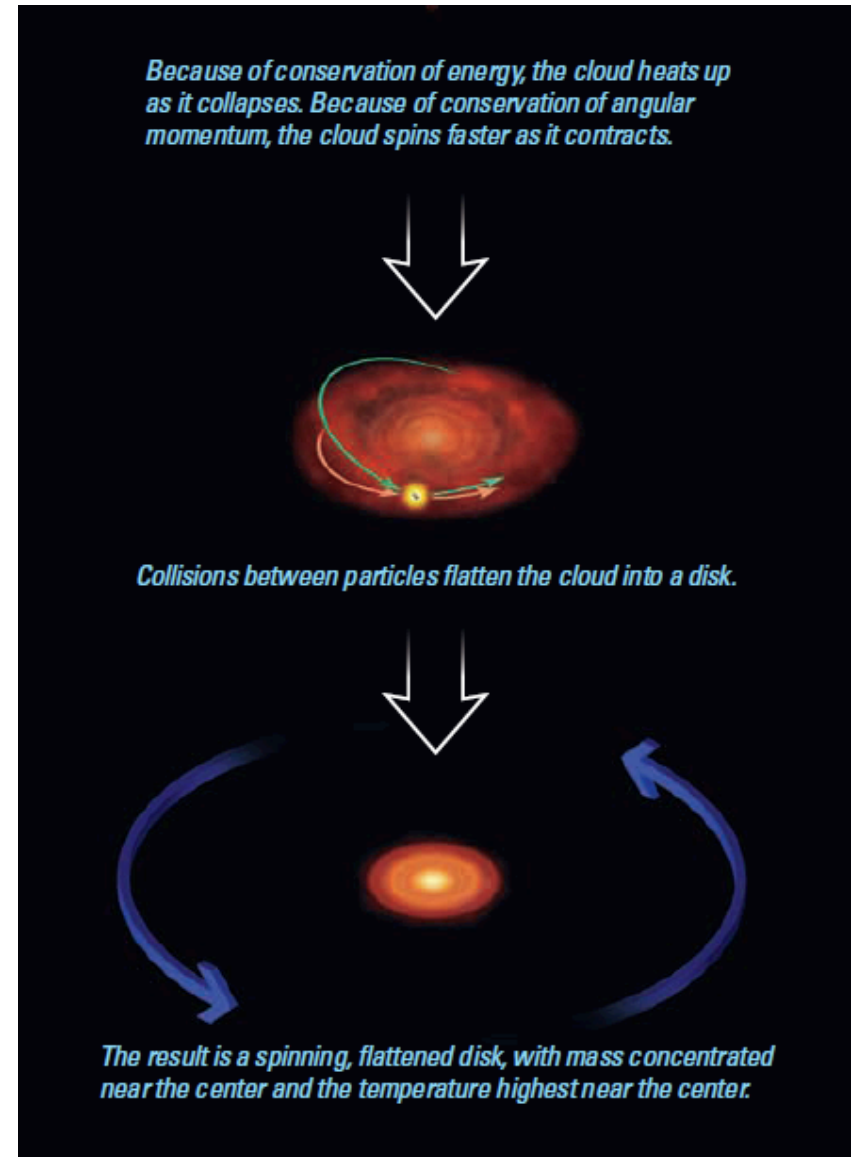 Because of conservation of energy, the cloud heats up
as it collapses. Because of conservation of angular
momentum, the cloud spins faster as it contracts.
Collisions between particles flatten the cloud into a disk.
The result is a spinning, flattened disk, with mass concentrated
near the center and the temperature highest near the center.